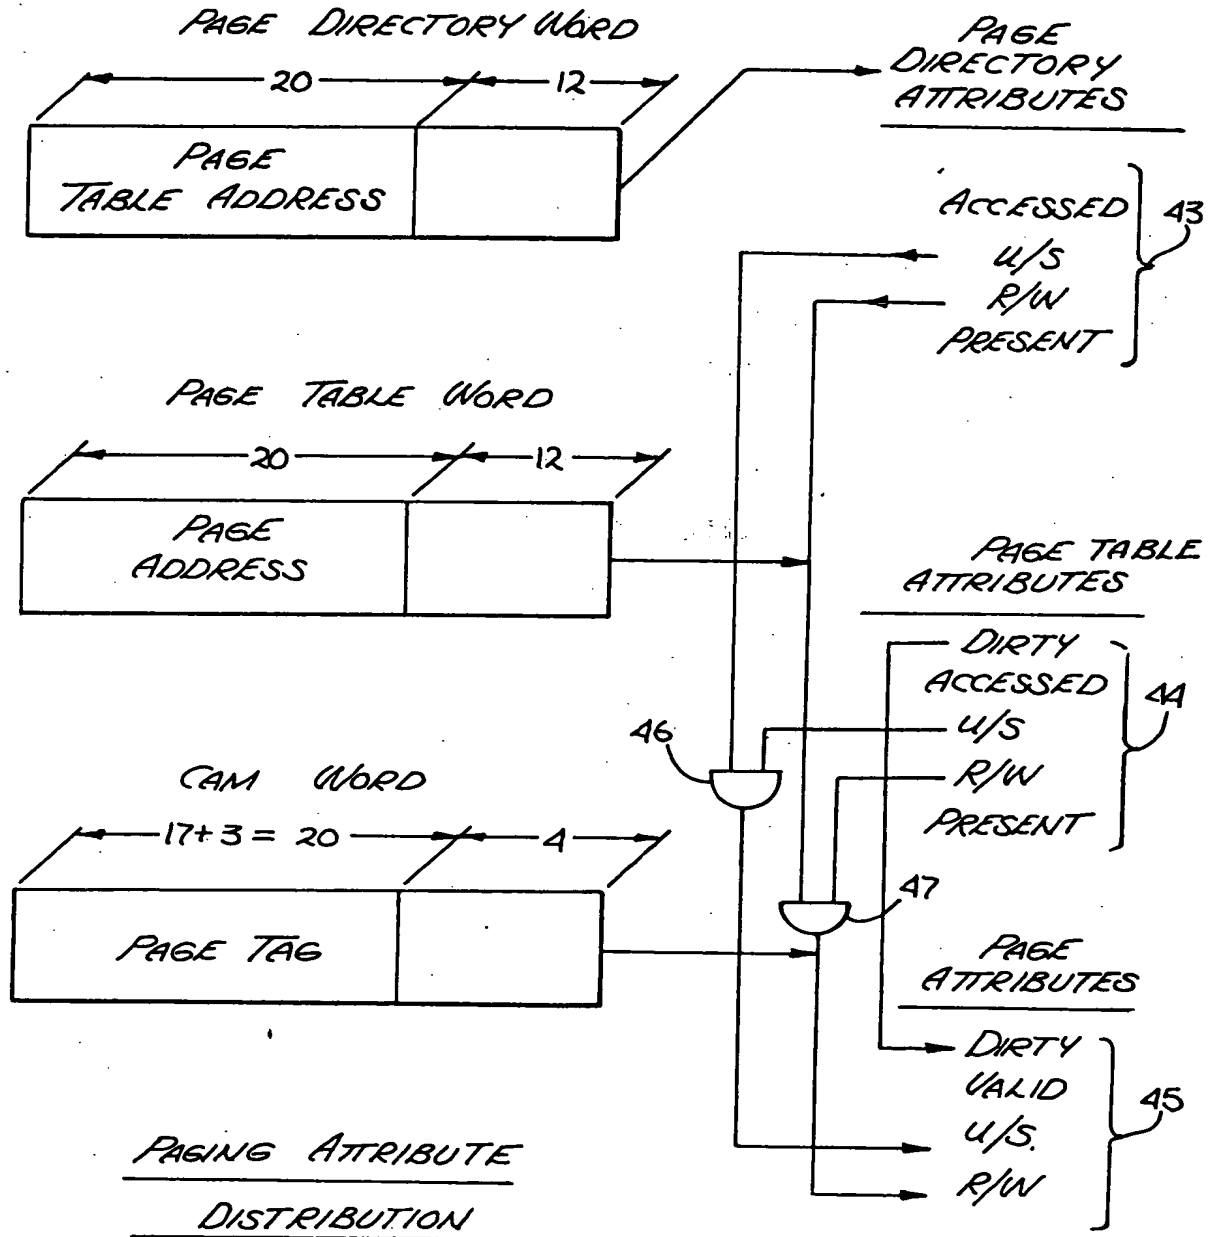 PAGE DIRECTORY WORD
20
12
PAGE
TABLE ADDRESS
PAGE
DIRECTORY
ATTRIBUTES
ACCESSED
U/S
R/W
PRESENT
43
PAGE TABLE WORD
20
12
PAGE
ADDRESS
PAGE TABLE
ATTRIBUTES
DIRTY
ACCESSED
U/S
R/W
PRESENT
44
46
CAM WORD
17+3=20
4
PAGE TAG
47
PAGE
ATTRIBUTES
DIRTY
VALID
U/S.
R/W
45
PAGING ATTRIBUTE
DISTRIBUTION